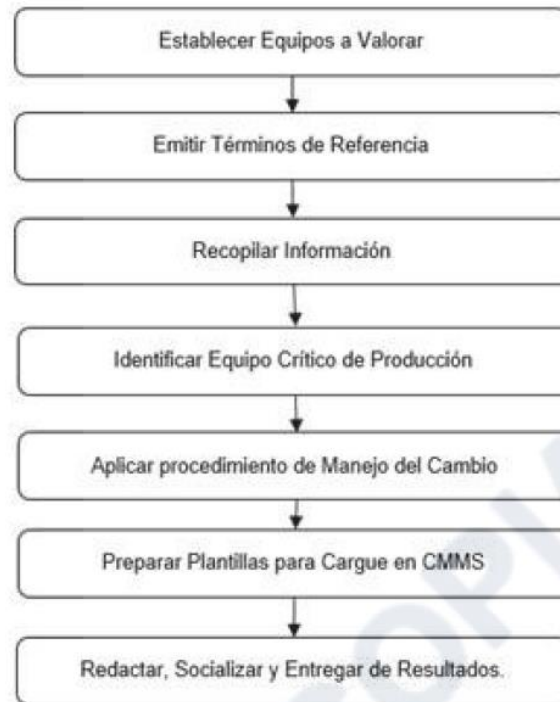 Establecer Equipos a Valorar
Emitir Términos de Referencia
Recopilar Información
Identificar Equipo Crítico de Producción
Aplicar procedimiento de Manejo del Cambio
Preparar Plantillas para Cargue en CMMS
Redactar, Socializar y Entregar de Resultados.